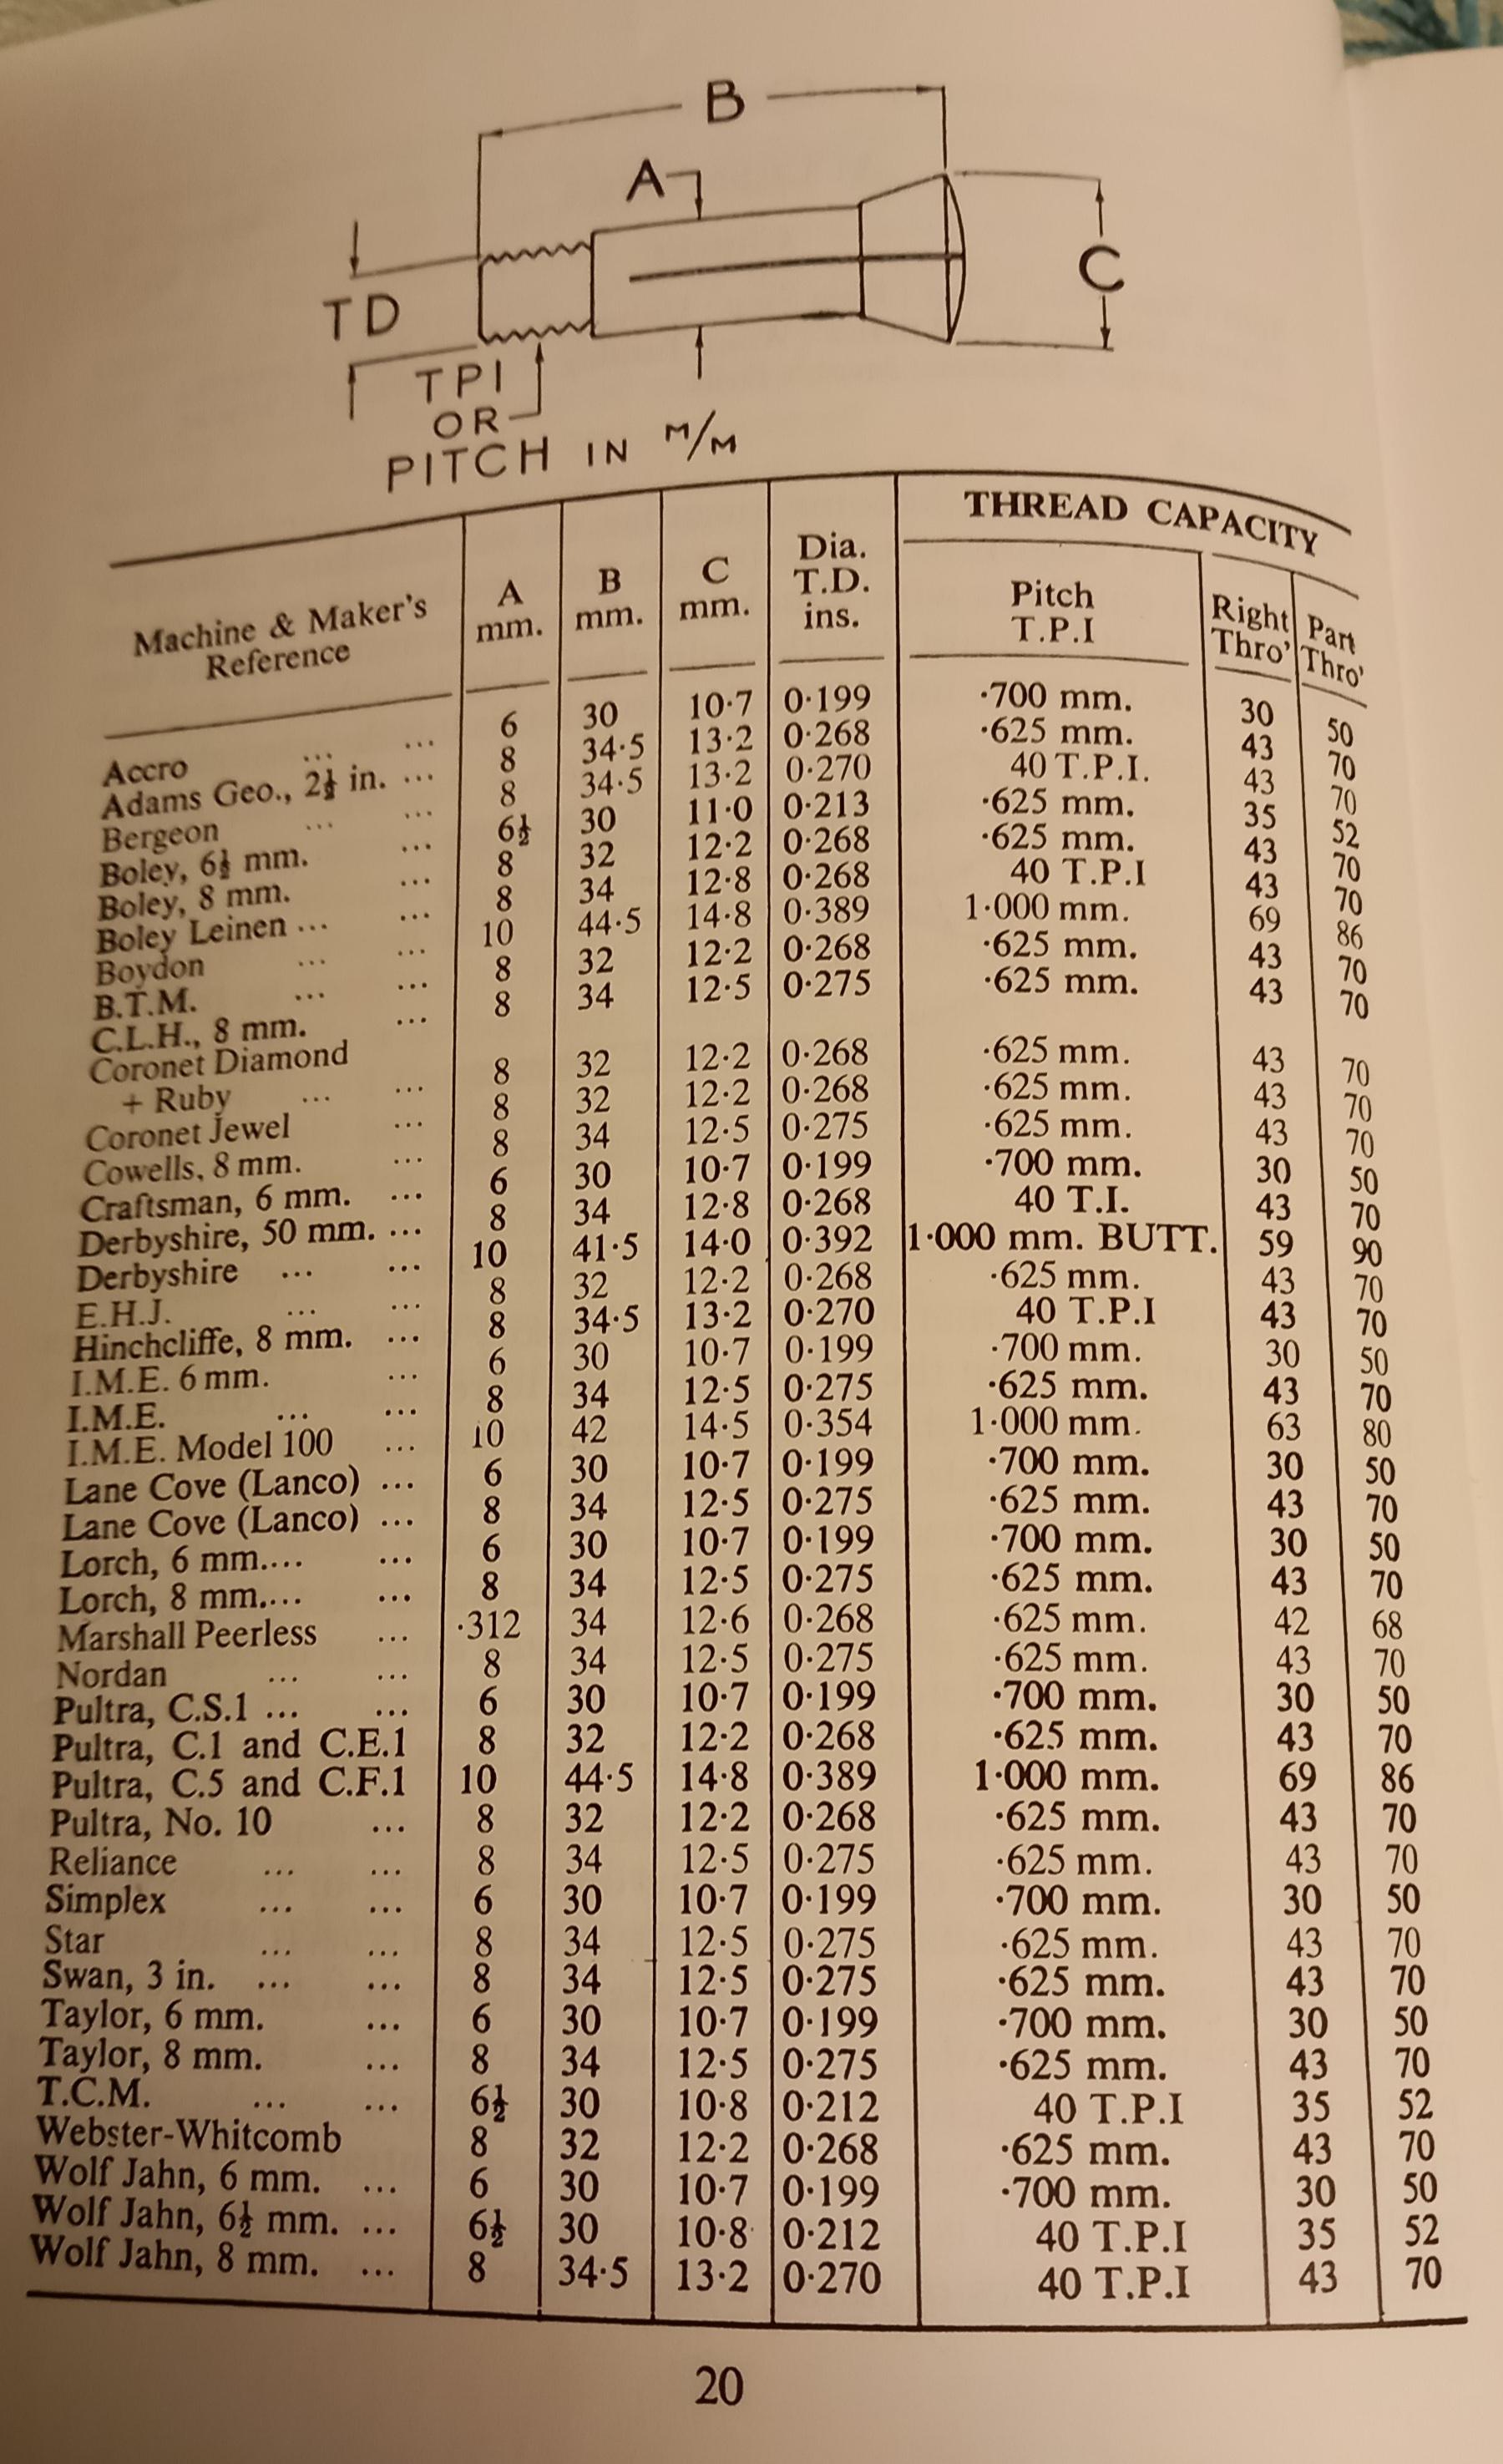 B
A
C
TD
TPI
OR
PITCH IN M/M
THREAD CAPACITY
Machine & Maker's Reference A mm. B mm. C mm. Dia. T.D. ins. Pitch T.P.I Right Thro' Part Thro'
Accro ... ... 6 30 10·7 0·199 ·700 mm. 30 50
Adams Geo., 2½ in. ... 8 34·5 13·2 0·268 ·625 mm. 43 70
Bergeon ... ... 8 34·5 13·2 0·270 40 T.P.I. 43 70
Boley, 6½ mm. ... 6½ 30 11·0 0·213 ·625 mm. 35 52
Boley, 8 mm. ... 8 32 12·2 0·268 ·625 mm. 43 70
Boley Leinen ... ... 8 34 12·8 0·268 40 T.P.I 43 70
Boydon ... ... 10 44·5 14·8 0·389 1·000 mm. 69 86
B.T.M. ... ... 8 32 12·2 0·268 ·625 mm. 43 70
C.L.H., 8 mm. ... 8 34 12·5 0·275 ·625 mm. 43 70
Coronet Diamond
+ Ruby ... ... 8 32 12·2 0·268 ·625 mm. 43 70
Coronet Jewel ... 8 32 12·2 0·268 ·625 mm. 43 70
Cowells, 8 mm. ... 8 34 12·5 0·275 ·625 mm. 43 70
Craftsman, 6 mm. ... 6 30 10·7 0·199 ·700 mm. 30 50
Derbyshire, 50 mm. ... 8 34 12·8 0·268 40 T.I. 43 70
Derbyshire ... ... 10 41·5 14·0 0·392 1·000 mm. BUTT. 59 90
E.H.J. ... ... 8 32 12·2 0·268 ·625 mm. 43 70
Hinchcliffe, 8 mm. ... 8 34·5 13·2 0·270 40 T.P.I 43 70
I.M.E. 6 mm. ... 6 30 10·7 0·199 ·700 mm. 30 50
I.M.E. ... ... 8 34 12·5 0·275 ·625 mm. 43 70
I.M.E. Model 100 ... 10 42 14·5 0·354 1·000 mm. 63 80
Lane Cove (Lanco) ... 6 30 10·7 0·199 ·700 mm. 30 50
Lane Cove (Lanco) ... 8 34 12·5 0·275 ·625 mm. 43 70
Lorch, 6 mm.... ... 6 30 10·7 0·199 ·700 mm. 30 50
Lorch, 8 mm.... ... 8 34 12·5 0·275 ·625 mm. 43 70
Marshall Peerless ... ·312 34 12·6 0·268 ·625 mm. 42 68
Nordan ... ... 8 34 12·5 0·275 ·625 mm. 43 70
Pultra, C.S.1 ... ... 6 30 10·7 0·199 ·700 mm. 30 50
Pultra, C.1 and C.E.1 8 32 12·2 0·268 ·625 mm. 43 70
Pultra, C.5 and C.F.1 10 44·5 14·8 0·389 1·000 mm. 69 86
Pultra, No. 10 ... 8 32 12·2 0·268 ·625 mm. 43 70
Reliance ... ... 8 34 12·5 0·275 ·625 mm. 43 70
Simplex ... ... 6 30 10·7 0·199 ·700 mm. 30 50
Star ... ... 8 34 12·5 0·275 ·625 mm. 43 70
Swan, 3 in. ... ... 8 34 12·5 0·275 ·625 mm. 43 70
Taylor, 6 mm. ... 6 30 10·7 0·199 ·700 mm. 30 50
Taylor, 8 mm. ... 8 34 12·5 0·275 ·625 mm. 43 70
T.C.M. ... ... 6½ 30 10·8 0·212 40 T.P.I 35 52
Webster-Whitcomb 8 32 12·2 0·268 ·625 mm. 43 70
Wolf Jahn, 6 mm. ... 6 30 10·7 0·199 ·700 mm. 30 50
Wolf Jahn, 6½ mm. ... 6½ 30 10·8 0·212 40 T.P.I 35 52
Wolf Jahn, 8 mm. ... 8 34·5 13·2 0·270 40 T.P.I 43 70
20